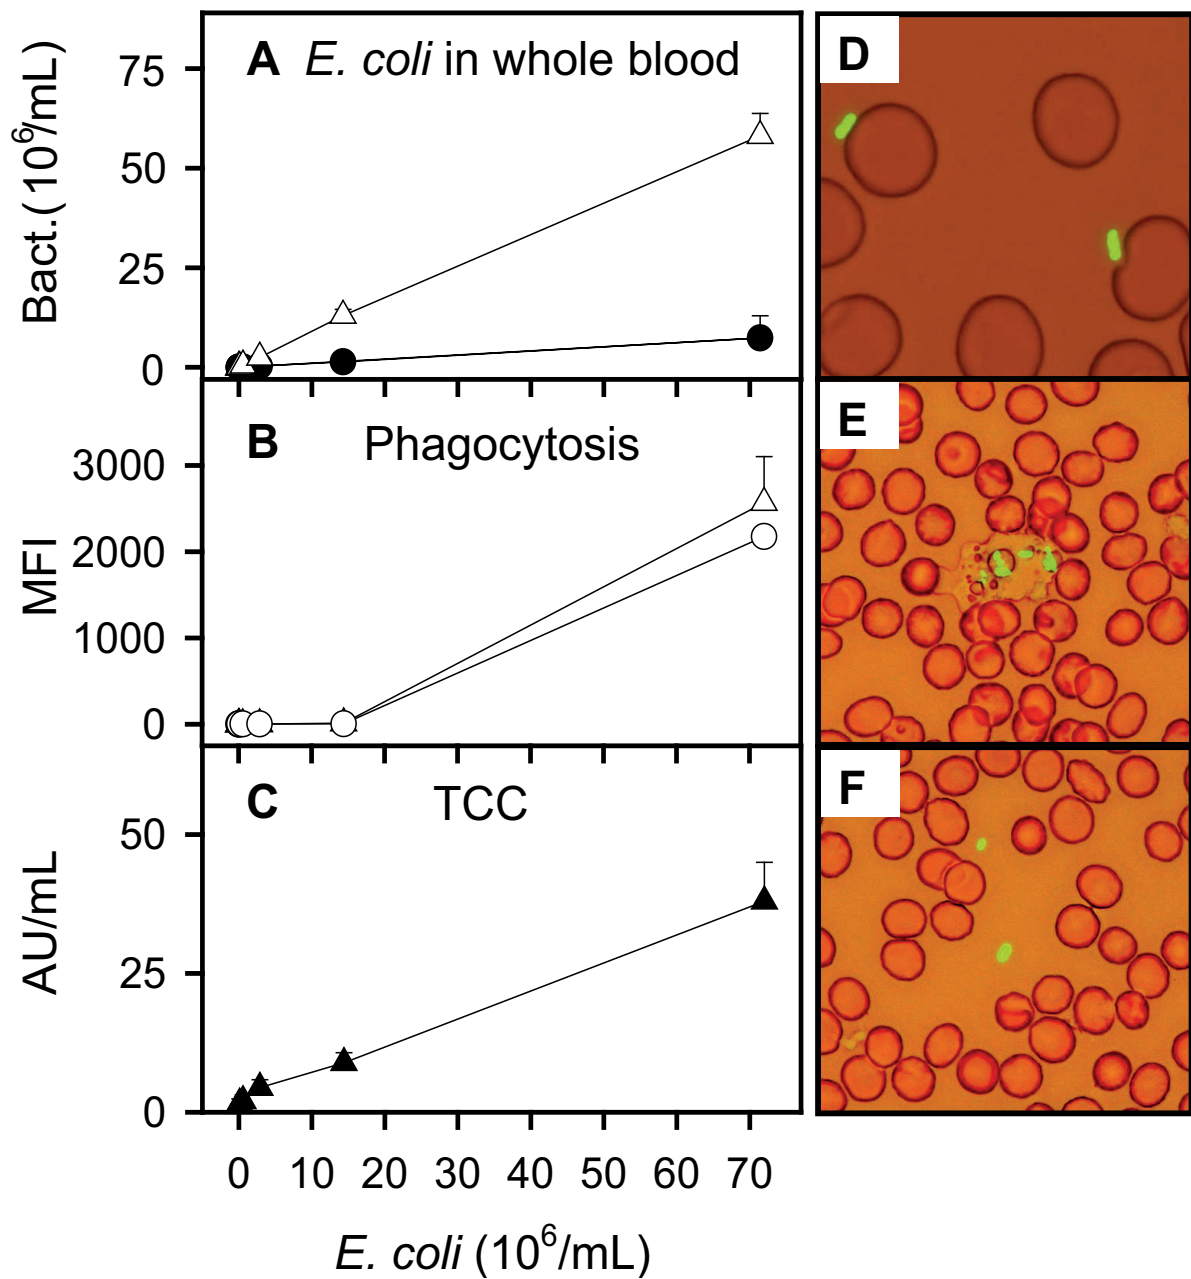 A E. coli in whole blood
Bact.( 10⁶/mL)
75
50
25
0
B Phagocytosis
MFI
3000
2000
1000
0
C TCC
AU/mL
50
25
0
0 10 20 30 40 50 60 70
E. coli (10⁶/mL)
D
E
F